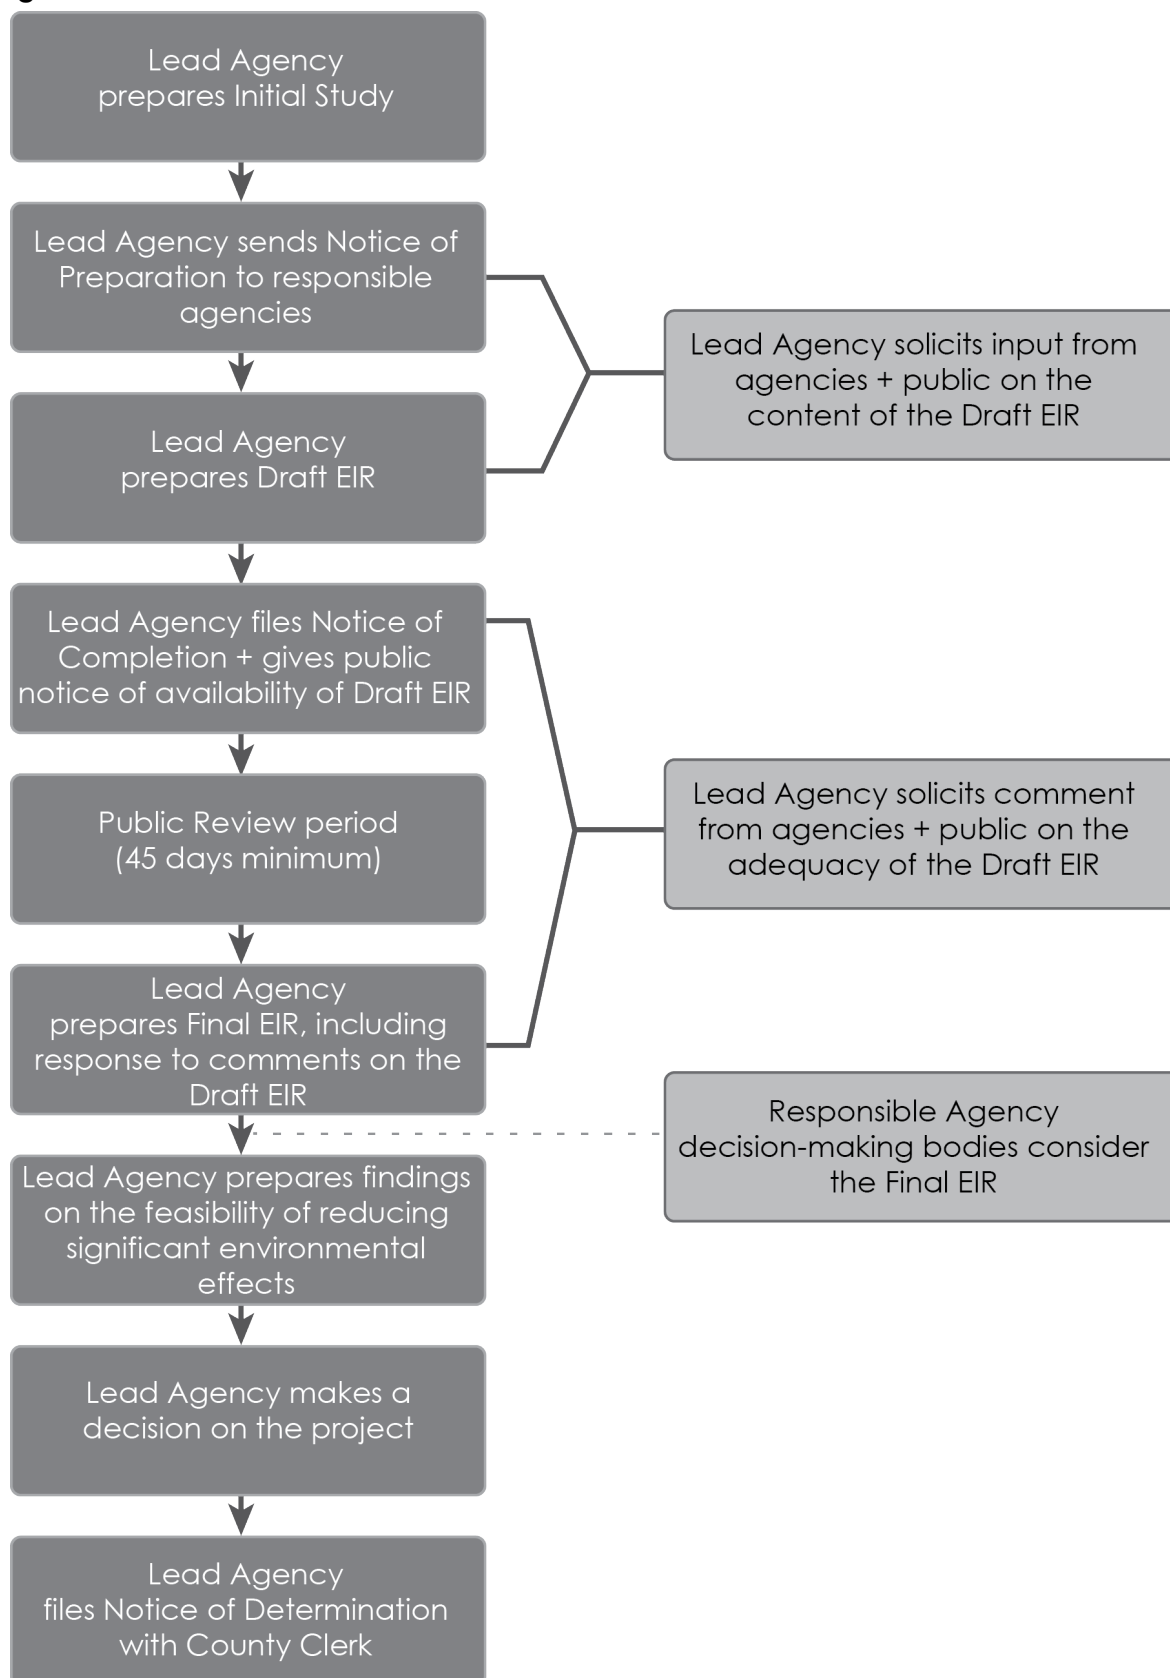 Lead Agency
prepares Initial Study
Lead Agency sends Notice of
Preparation to responsible
agencies
Lead Agency solicits input from
agencies + public on the
content of the Draft EIR
Lead Agency
prepares Draft EIR
Lead Agency files Notice of
Completion + gives public
notice of availability of Draft EIR
Public Review period
(45 days minimum)
Lead Agency solicits comment
from agencies + public on the
adequacy of the Draft EIR
Lead Agency
prepares Final EIR, including
response to comments on the
Draft EIR
Responsible Agency
decision-making bodies consider
the Final EIR
Lead Agency prepares findings
on the feasibility of reducing
significant environmental
effects
Lead Agency makes a
decision on the project
Lead Agency
files Notice of Determination
with County Clerk